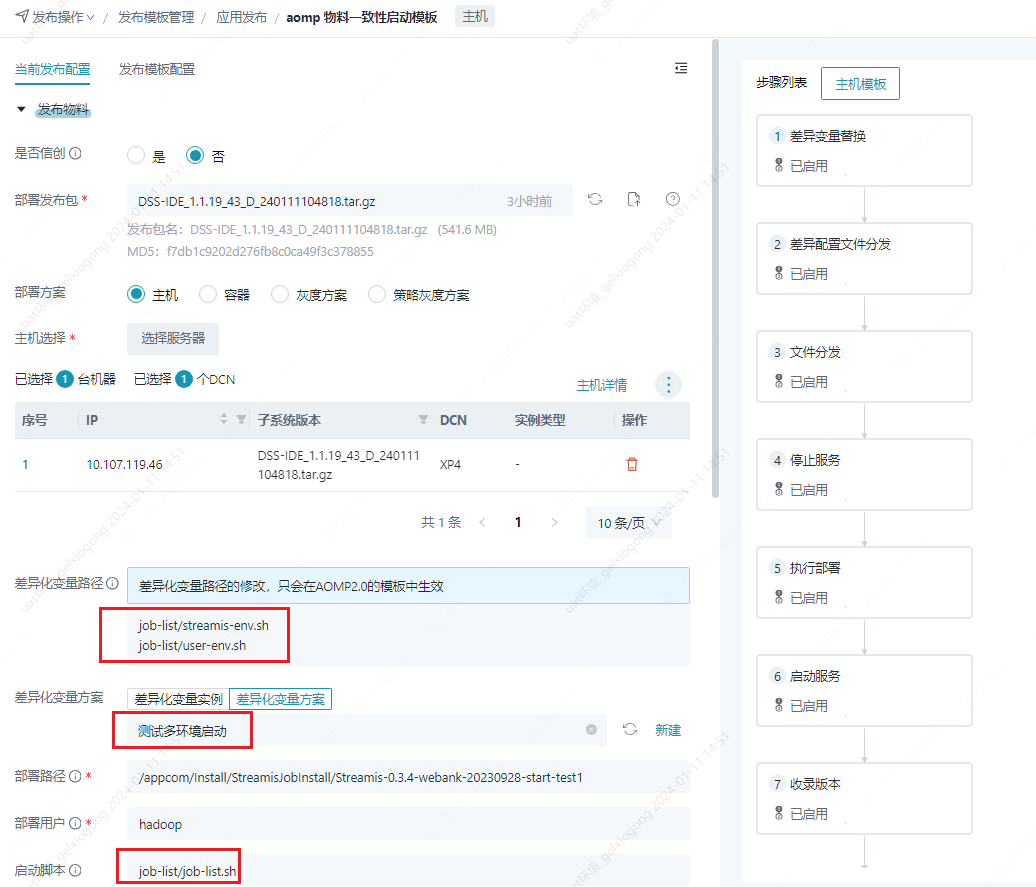 发布操作 / 发布模板管理 / 应用发布 / aomp 物料一致性启动模板 主机
当前发布配置 发布模板配置
发布物料
是否信创 是 否
部署发布包 * DSS-IDE_1.1.19_43_D_240111104818.tar.gz 3小时前
发布包名：DSS-IDE_1.1.19_43_D_240111104818.tar.gz (541.6 MB)
MD5：f7db1c9202d276fb8c0ca49f3c378855
部署方案 主机 容器 灰度方案 策略灰度方案
主机选择 * 选择服务器
已选择 1 台机器 已选择 1 个DCN 主机详情
序号 IP 子系统版本 DCN 实例类型 操作
1 10.107.119.46 DSS-IDE_1.1.19_43_D_240111 XP4 -
104818.tar.gz
共 1 条 < 1 > 10 条/页
差异化变量路径 差异化变量路径的修改，只会在AOMP2.0的模板中生效
job-list/streamis-env.sh
job-list/user-env.sh
差异化变量方案 差异化变量实例 差异化变量方案
测试多环境启动 新建
部署路径 * /appcom/Install/StreamisJobInstall/Streamis-0.3.4-webank-20230928-start-test1
部署用户 * hadoop
启动脚本 job-list/job-list.sh
步骤列表 主机模板
1 差异变量替换
已启用
2 差异配置文件分发
已启用
3 文件分发
已启用
4 停止服务
已启用
5 执行部署
已启用
6 启动服务
已启用
7 收录版本
已启用